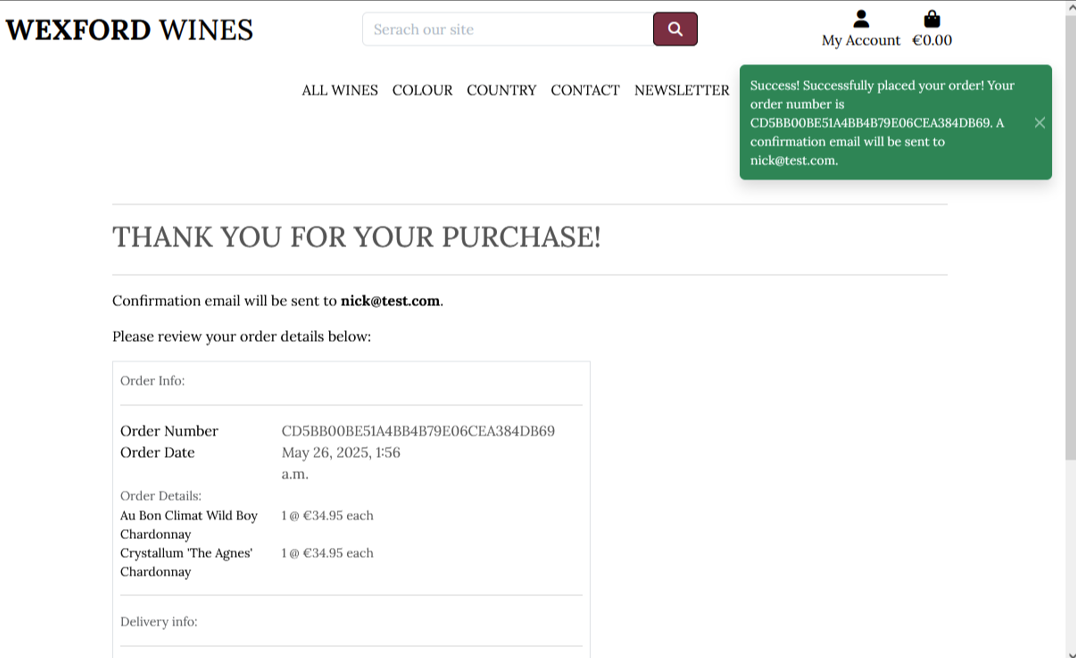 WEXFORD WINES
Serach our site
My Account €0.00
ALL WINES COLOUR COUNTRY CONTACT NEWSLETTER
Success! Successfully placed your order! Your
order number is
CD5BB00BE51A4BB4B79E06CEA384DB69. A
confirmation email will be sent to
nick@test.com.
THANK YOU FOR YOUR PURCHASE!
Confirmation email will be sent to nick@test.com.
Please review your order details below:
Order Info:
Order Number CD5BB00BE51A4BB4B79E06CEA384DB69
Order Date May 26, 2025, 1:56
a.m.
Order Details:
Au Bon Climat Wild Boy 1 @ €34.95 each
Chardonnay
Crystallum 'The Agnes' 1 @ €34.95 each
Chardonnay
Delivery info: